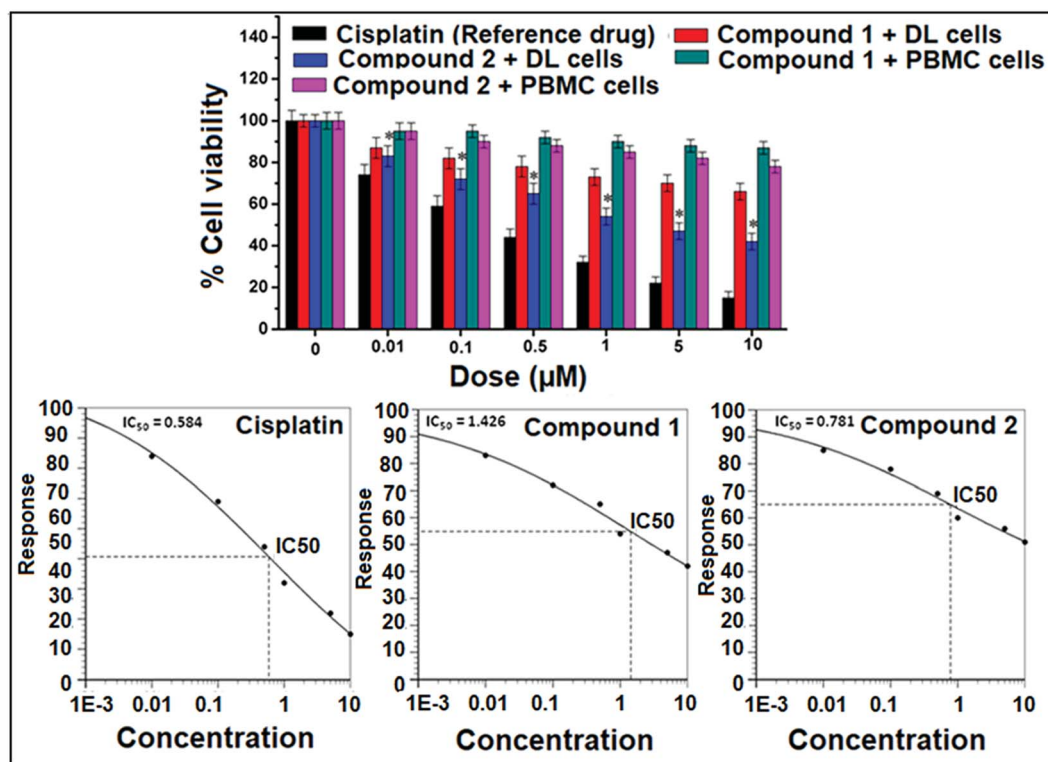 Cisplatin (Reference drug)
Compound 1 + DL cells
Compound 2 + DL cells
Compound 1 + PBMC cells
Compound 2 + PBMC cells
% Cell viability
140
120
100
80
60
40
20
0
* * * * * *
0 0.01 0.1 0.5 1 5 10
Dose (µM)
IC50 = 0.584
Cisplatin
Response
100
90
80
70
60
50
40
30
20
10
0
IC50
1E-3 0.01 0.1 1 10
Concentration
IC50 = 1.426
Compound 1
Response
100
90
80
70
60
50
40
30
20
10
0
IC50
1E-3 0.01 0.1 1 10
Concentration
IC50 = 0.781
Compound 2
Response
100
90
80
70
60
50
40
30
20
10
0
IC50
1E-3 0.01 0.1 1 10
Concentration